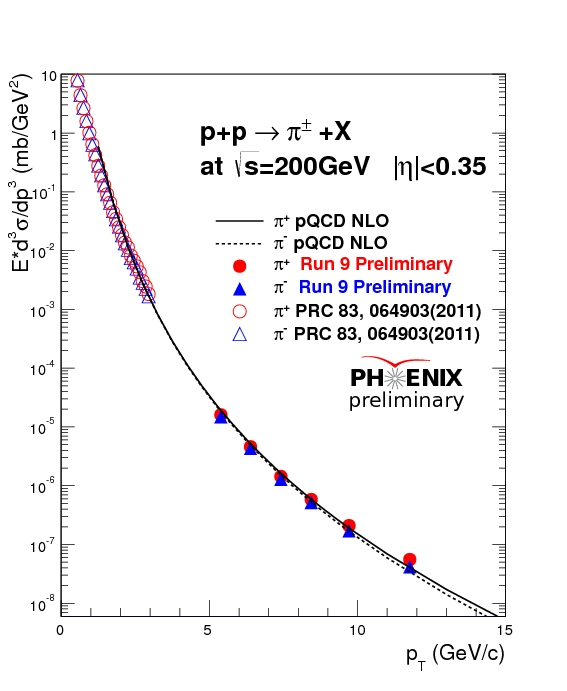 E*d³σ/dp³ (mb/GeV²)
10
1
10⁻¹
10⁻²
10⁻³
10⁻⁴
10⁻⁵
10⁻⁶
10⁻⁷
10⁻⁸
p+p → π± +X
at √s=200GeV |η|<0.35
π⁺ pQCD NLO
π⁻ pQCD NLO
π⁺ Run 9 Preliminary
π⁻ Run 9 Preliminary
π⁺ PRC 83, 064903(2011)
π⁻ PRC 83, 064903(2011)
PHENIX
preliminary
0 5 10 15
p_T (GeV/c)